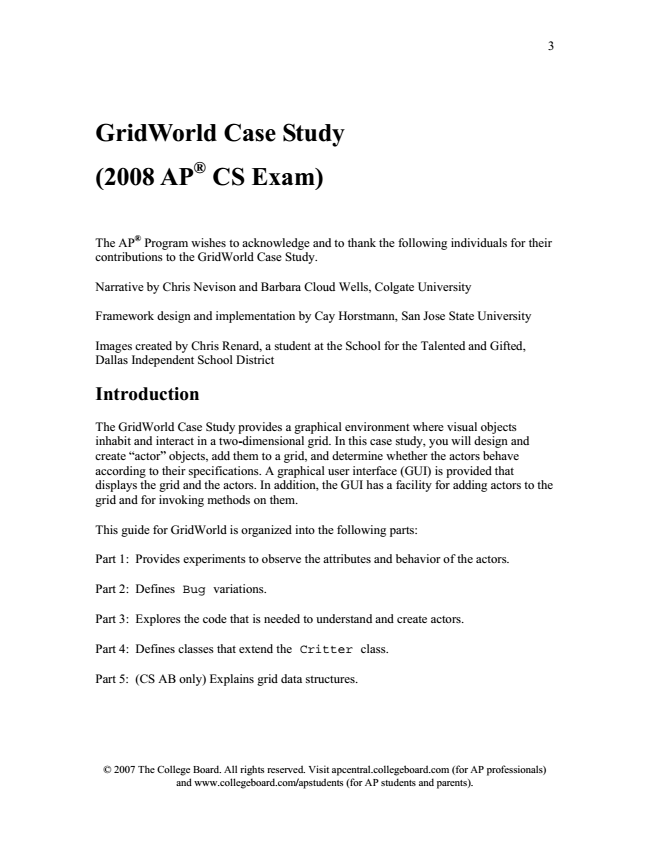 3
GridWorld Case Study
(2008 AP® CS Exam)
The AP® Program wishes to acknowledge and to thank the following individuals for their
contributions to the GridWorld Case Study.
Narrative by Chris Nevison and Barbara Cloud Wells, Colgate University
Framework design and implementation by Cay Horstmann, San Jose State University
Images created by Chris Renard, a student at the School for the Talented and Gifted,
Dallas Independent School District
Introduction
The GridWorld Case Study provides a graphical environment where visual objects
inhabit and interact in a two-dimensional grid. In this case study, you will design and
create “actor” objects, add them to a grid, and determine whether the actors behave
according to their specifications. A graphical user interface (GUI) is provided that
displays the grid and the actors. In addition, the GUI has a facility for adding actors to the
grid and for invoking methods on them.
This guide for GridWorld is organized into the following parts:
Part 1: Provides experiments to observe the attributes and behavior of the actors.
Part 2: Defines Bug variations.
Part 3: Explores the code that is needed to understand and create actors.
Part 4: Defines classes that extend the Critter class.
Part 5: (CS AB only) Explains grid data structures.
© 2007 The College Board. All rights reserved. Visit apcentral.collegeboard.com (for AP professionals)
and www.collegeboard.com/apstudents (for AP students and parents).